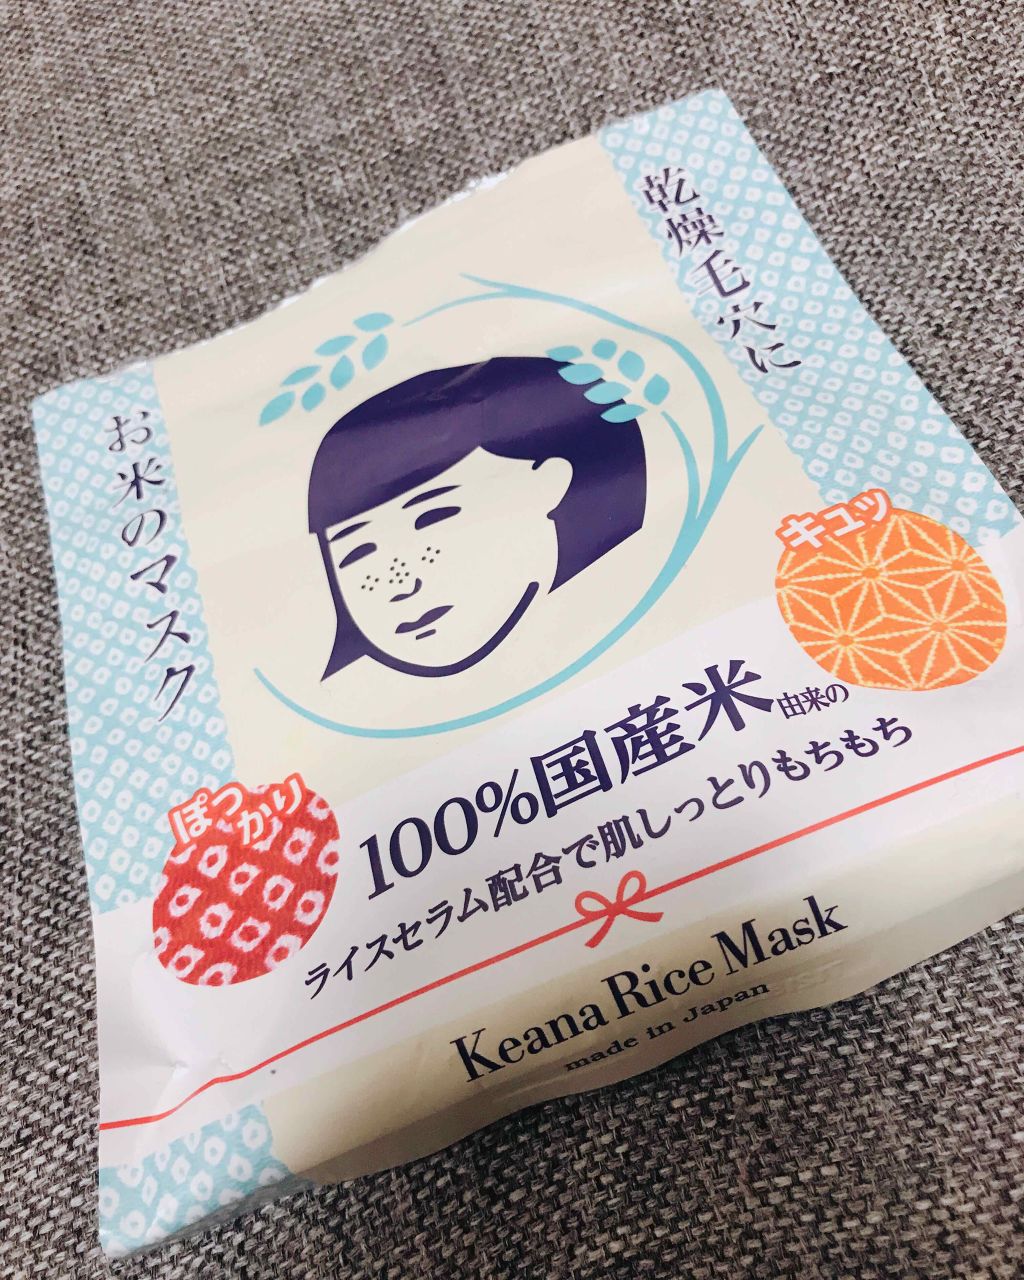 乾燥毛穴に
お米のマスク
キュッ
ぽっかり
100%国産米由来の
ライスセラム配合で肌しっとりもちもち
Keana Rice Mask
made in Japan